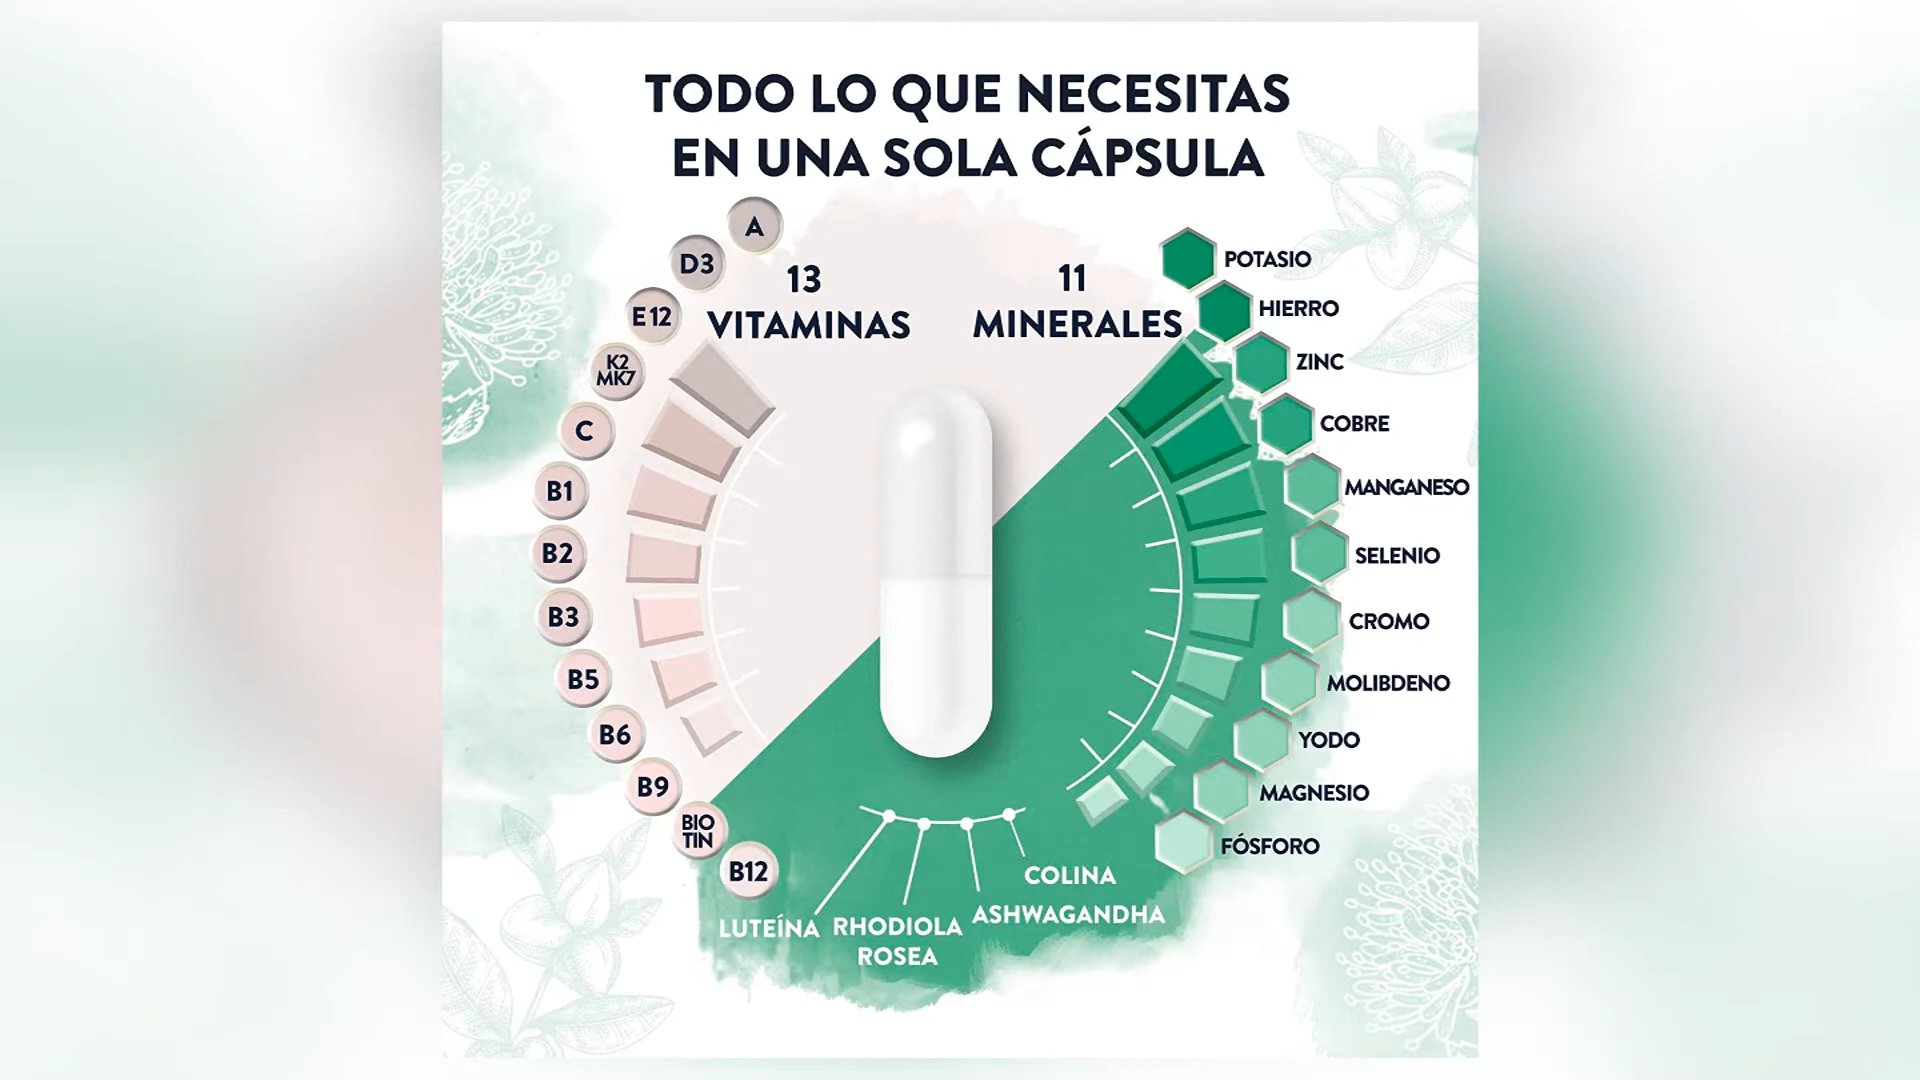 TODO LO QUE NECESITAS
EN UNA SOLA CÁPSULA
13
VITAMINAS
A
D3
E12
K2
MK7
C
B1
B2
B3
B5
B6
B9
BIO
TIN
B12
11
MINERALES
POTASIO
HIERRO
ZINC
COBRE
MANGANESO
SELENIO
CROMO
MOLIBDENO
YODO
MAGNESIO
FÓSFORO
LUTEÍNA
RHODIOLA
ROSEA
ASHWAGANDHA
COLINA